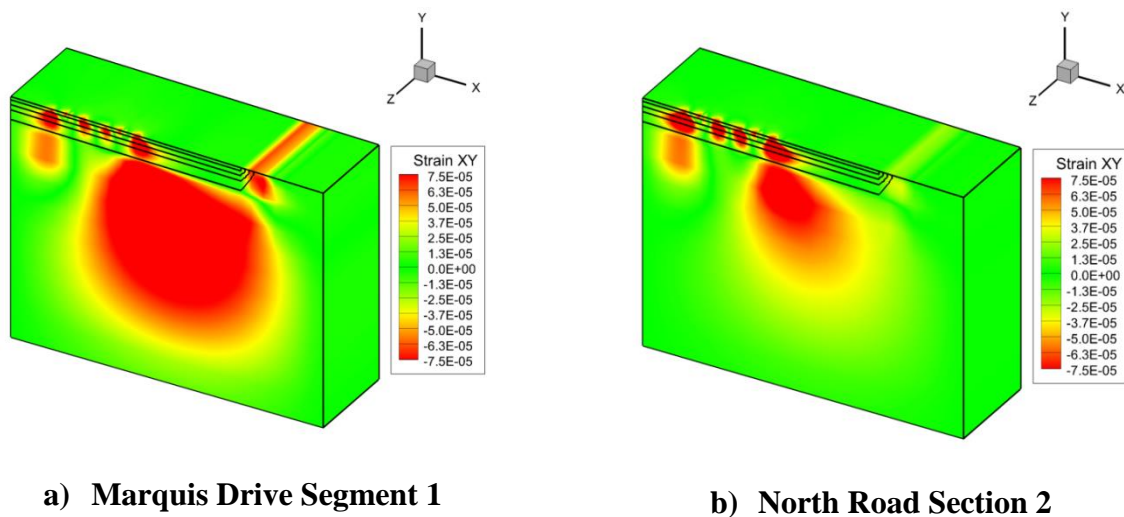 Y
X
Z
Strain XY
7.5E-05
6.3E-05
5.0E-05
3.7E-05
2.5E-05
1.3E-05
0.0E+00
-1.3E-05
-2.5E-05
-3.7E-05
-5.0E-05
-6.3E-05
-7.5E-05
a) Marquis Drive Segment 1
Y
X
Z
Strain XY
7.5E-05
6.3E-05
5.0E-05
3.7E-05
2.5E-05
1.3E-05
0.0E+00
-1.3E-05
-2.5E-05
-3.7E-05
-5.0E-05
-6.3E-05
-7.5E-05
b) North Road Section 2